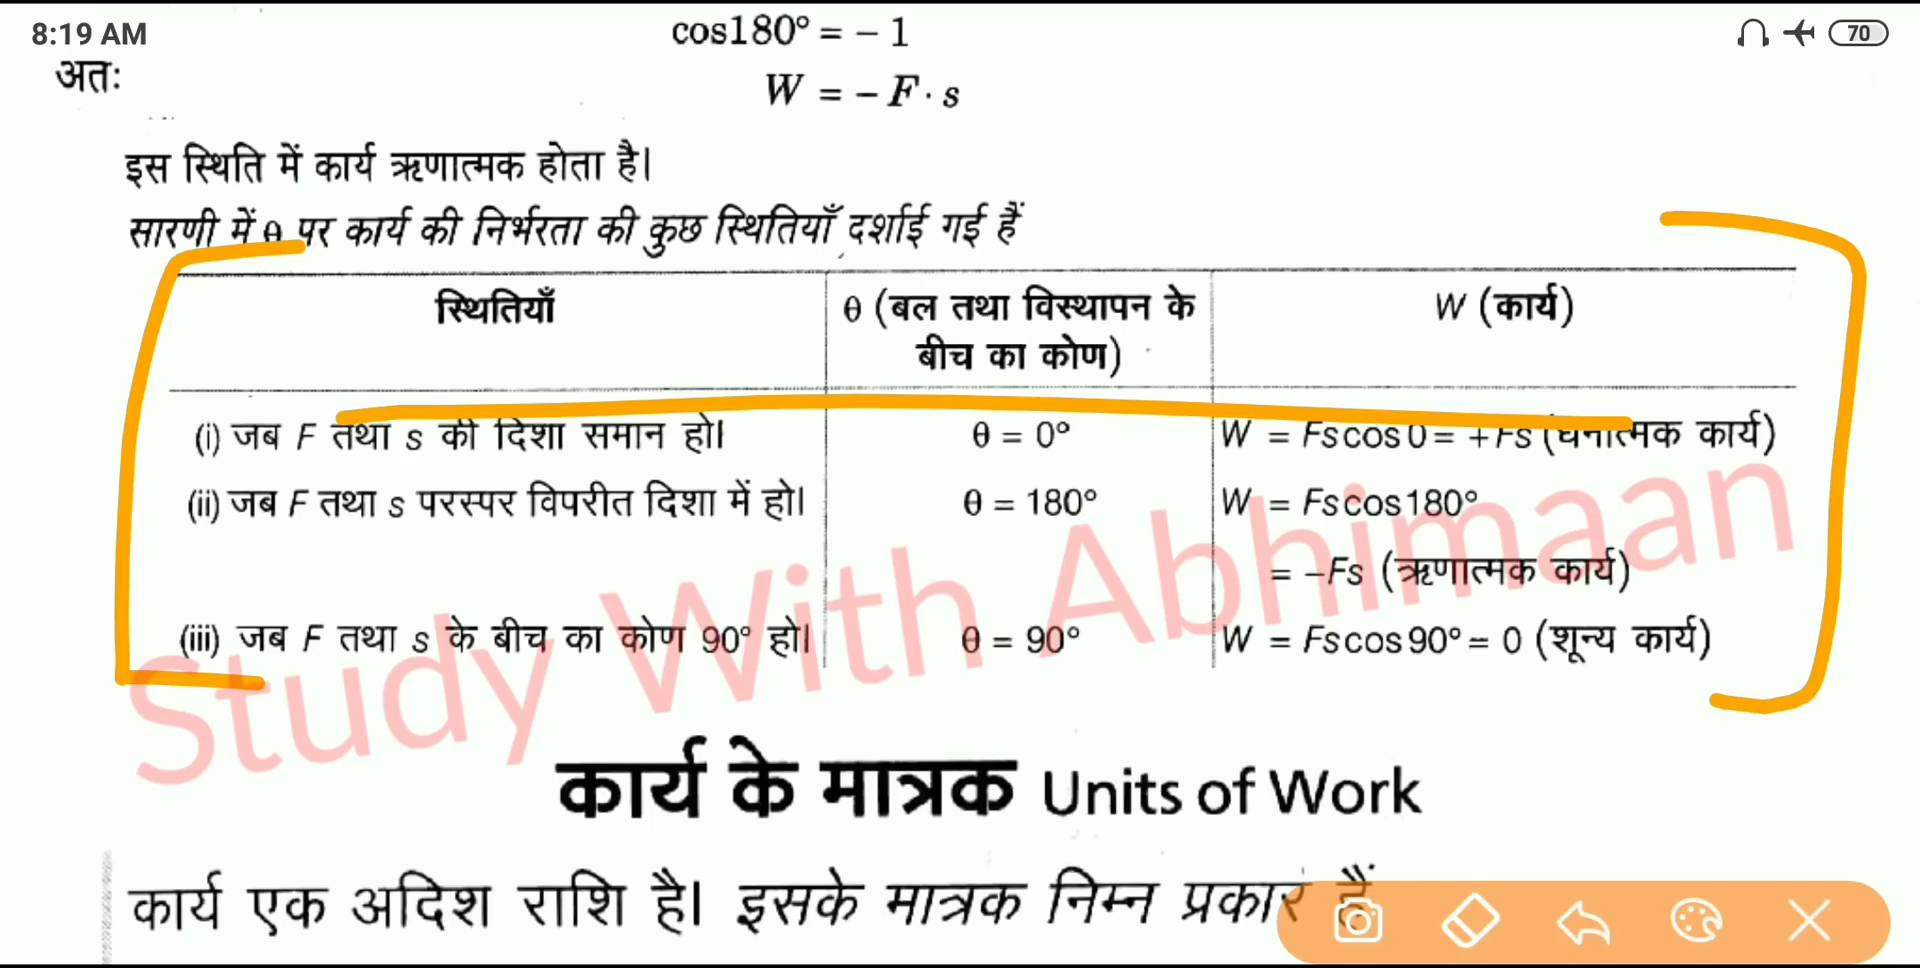 8:19 AM
70
cos180° = – 1
अतः
W = – F · s
इस स्थिति में कार्य ऋणात्मक होता है।
सारणी में θ पर कार्य की निर्भरता की कुछ स्थितियाँ दर्शाई गई हैं
स्थितियाँ
θ (बल तथा विस्थापन के
बीच का कोण)
W (कार्य)
(i) जब F तथा s की दिशा समान हो।
θ = 0°
W = Fs cos 0 = +Fs (धनात्मक कार्य)
(ii) जब F तथा s परस्पर विपरीत दिशा में हो।
θ = 180°
W = Fs cos 180°
= –Fs (ऋणात्मक कार्य)
(iii) जब F तथा s के बीच का कोण 90° हो।
θ = 90°
W = Fs cos 90° = 0 (शून्य कार्य)
Study With Abhimaan
कार्य के मात्रक Units of Work
कार्य एक अदिश राशि है। इसके मात्रक निम्न प्रकार हैं